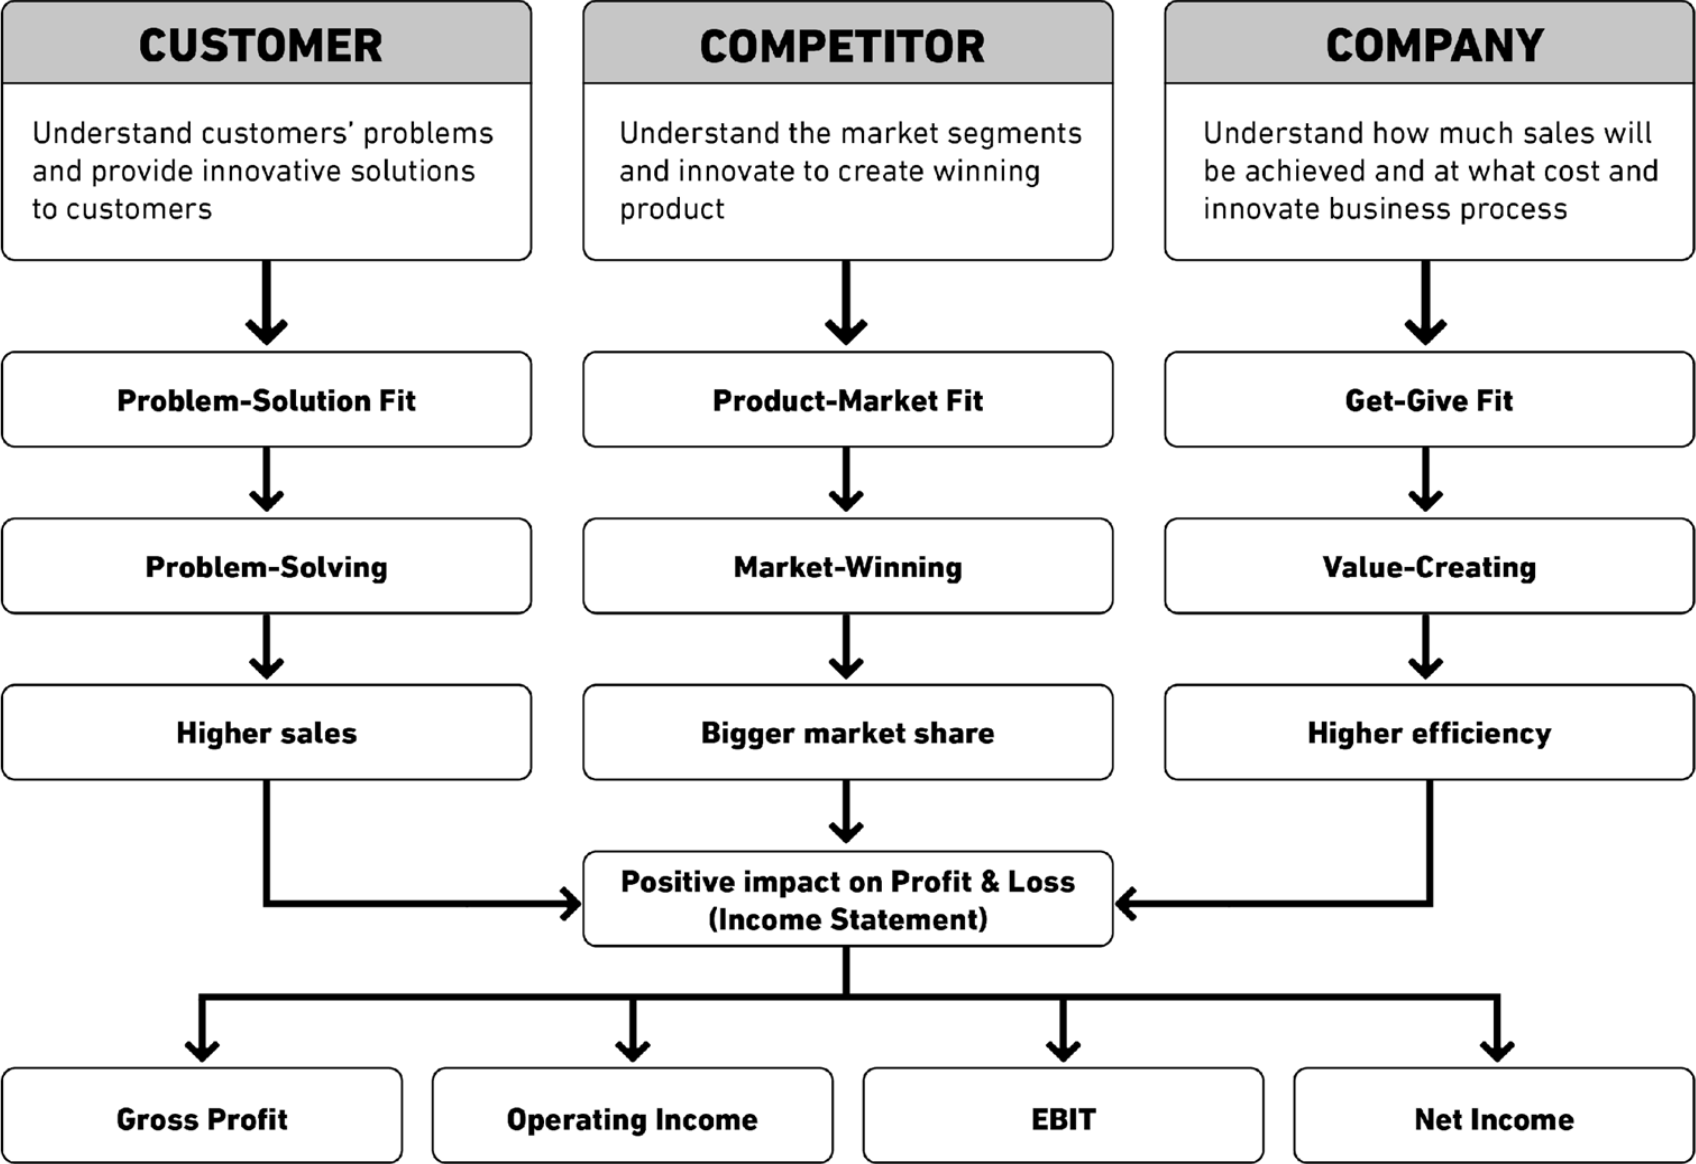 CUSTOMER
Understand customers’ problems
and provide innovative solutions
to customers
COMPETITOR
Understand the market segments
and innovate to create winning
product
COMPANY
Understand how much sales will
be achieved and at what cost and
innovate business process
Problem-Solution Fit
Product-Market Fit
Get-Give Fit
Problem-Solving
Market-Winning
Value-Creating
Higher sales
Bigger market share
Higher efficiency
Positive impact on Profit & Loss
(Income Statement)
Gross Profit
Operating Income
EBIT
Net Income